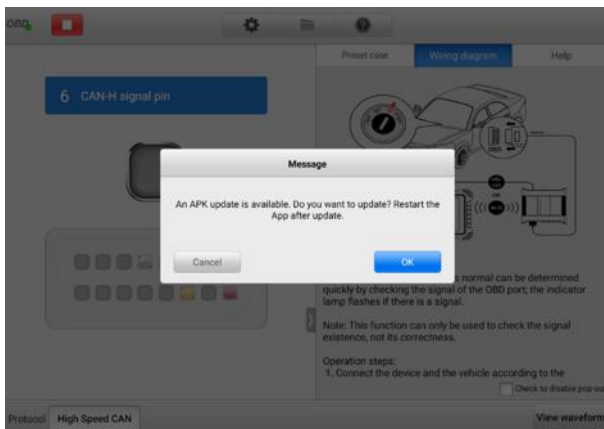 OBD
Preset case
Wiring diagram
Help
6 CAN-H signal pin
OBD
Message
An APK update is available. Do you want to update? Restart the
App after update.
Cancel
OK
s normal can be determined
quickly by checking the signal of the OBD port; the indicator
lamp flashes if there is a signal.
Note: This function can only be used to check the signal
existence, not its correctness.
Operation steps:
1. Connect the device and the vehicle according to the
Check to disable pop-ou
Protocol
High Speed CAN
View waveform